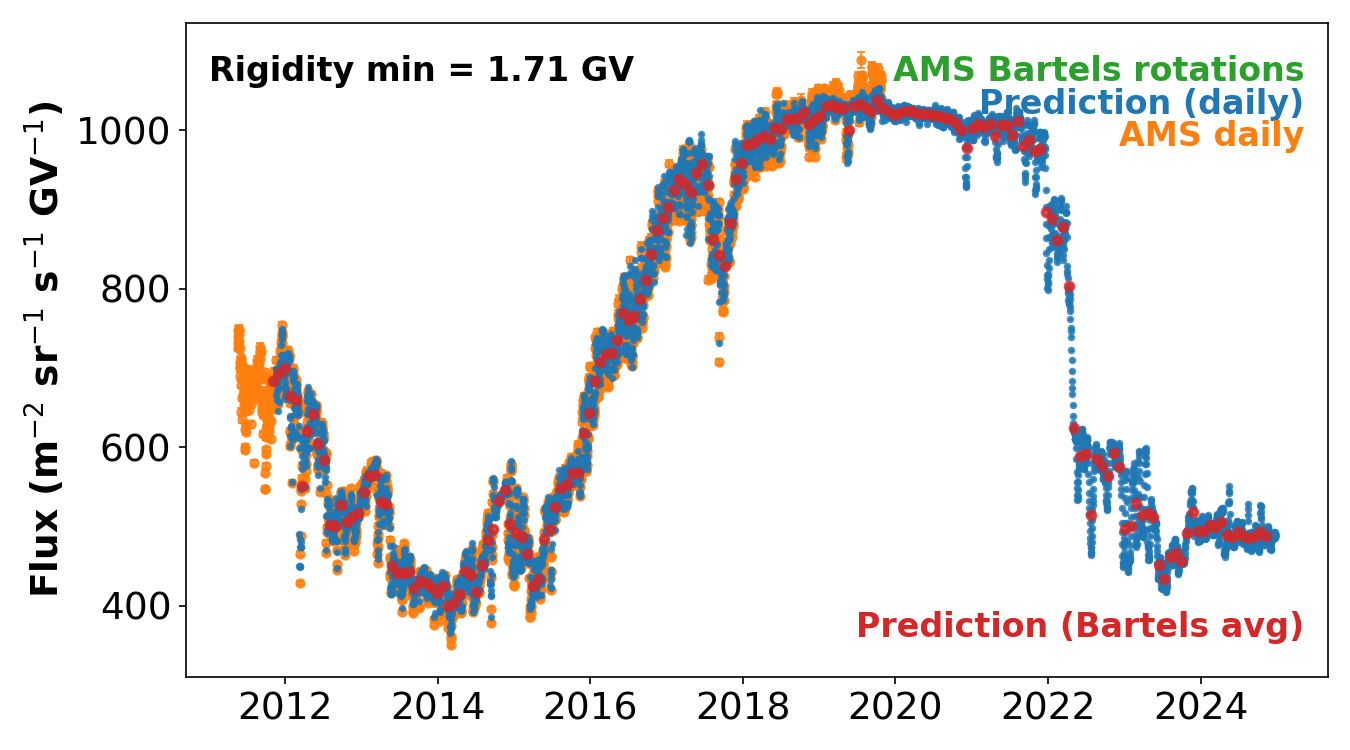 Rigidity min = 1.71 GV
AMS Bartels rotations
Prediction (daily)
AMS daily
Prediction (Bartels avg)
Flux (m⁻² sr⁻¹ s⁻¹ GV⁻¹)
1000
800
600
400
2012 2014 2016 2018 2020 2022 2024